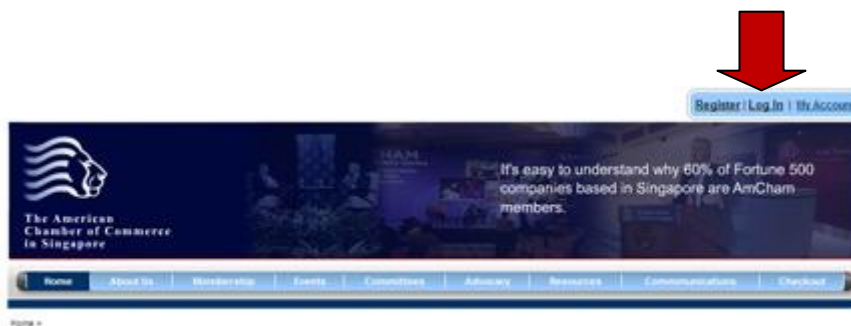 Register | Log In | My Account
It's easy to understand why 60% of Fortune 500
companies based in Singapore are AmCham
members.
The American
Chamber of Commerce
in Singapore
Home
About Us
Membership
Events
Committees
Advocacy
Resources
Communications
Checkout
Home >